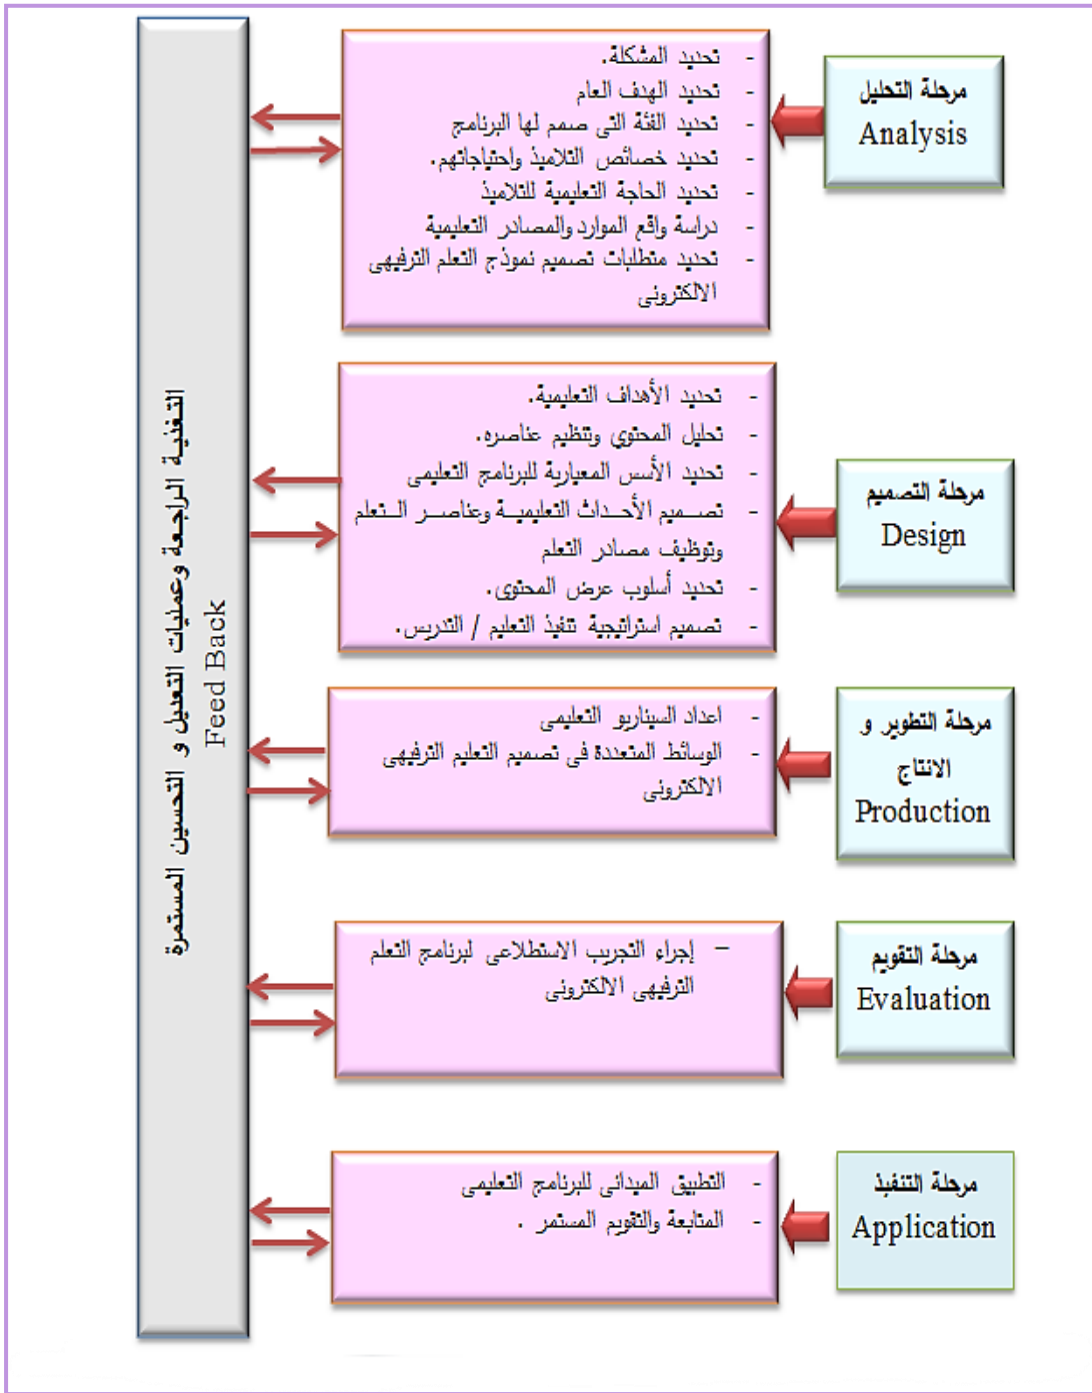 مرحلة التحليل
Analysis
- تحديد المشكلة.
- تحديد الهدف العام
- تحديد الفئة التى صمم لها البرنامج
- تحديد خصائص التلاميذ واحتياجاتهم.
- تحديد الحاجة التعليمية للتلاميذ
- دراسة واقع الموارد والمصادر التعليمية
- تحديد متطلبات تصميم نموذج التعلم الترفيهى
الالكترونى
مرحلة التصميم
Design
- تحديد الأهداف التعليمية.
- تحليل المحتوي وتنظيم عناصره.
- تحديد الأسس المعيارية للبرنامج التعليمى
- تصميم الأحداث التعليمية وعناصر التعلم
وتوظيف مصادر التعلم
- تحديد أسلوب عرض المحتوى.
- تصميم استراتيجية تنفيذ التعليم / التدريس.
مرحلة التطوير و
الانتاج
Production
- اعداد السيناريو التعليمى
- الوسائط المتعددة فى تصميم التعليم الترفيهى
الالكترونى
مرحلة التقويم
Evaluation
– إجراء التجريب الاستطلاعى لبرنامج التعلم
الترفيهى الالكترونى
مرحلة التنفيذ
Application
- التطبيق الميدانى للبرنامج التعليمى
- المتابعة والتقويم المستمر .
التغذية الراجعة وعمليات التعديل و التحسين المستمرة
Feed Back